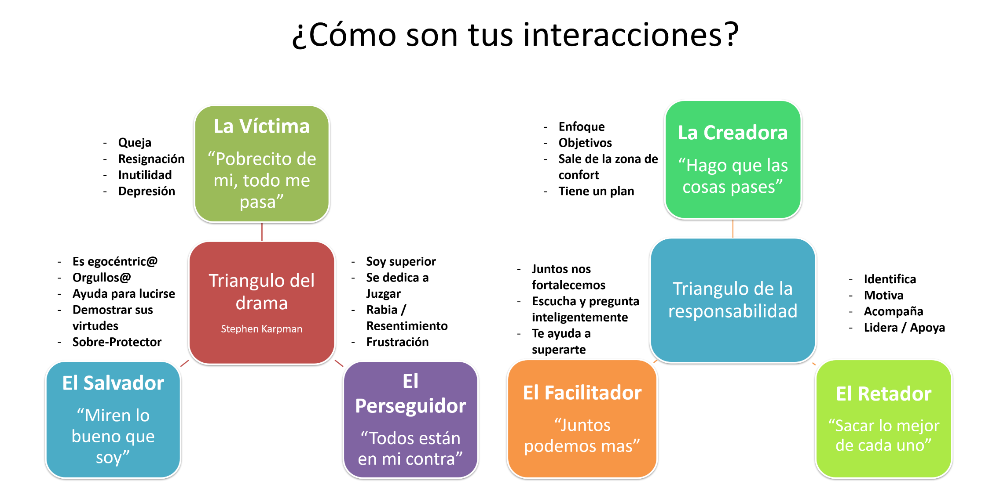 ¿Cómo son tus interacciones?
La Víctima
“Pobrecito de
mi, todo me
pasa”
- Queja
- Resignación
- Inutilidad
- Depresión
Triangulo del
drama
Stephen Karpman
- Es egocéntric@
- Orgullos@
- Ayuda para lucirse
- Demostrar sus
virtudes
- Sobre-Protector
El Salvador
“Miren lo
bueno que
soy”
- Soy superior
- Se dedica a
Juzgar
- Rabia /
Resentimiento
- Frustración
El
Perseguidor
“Todos están
en mi contra”
- Enfoque
- Objetivos
- Sale de la zona de
confort
- Tiene un plan
La Creadora
“Hago que las
cosas pases”
Triangulo de la
responsabilidad
- Juntos nos
fortalecemos
- Escucha y pregunta
inteligentemente
- Te ayuda a
superarte
El Facilitador
“Juntos
podemos mas”
- Identifica
- Motiva
- Acompaña
- Lidera / Apoya
El Retador
“Sacar lo mejor
de cada uno”